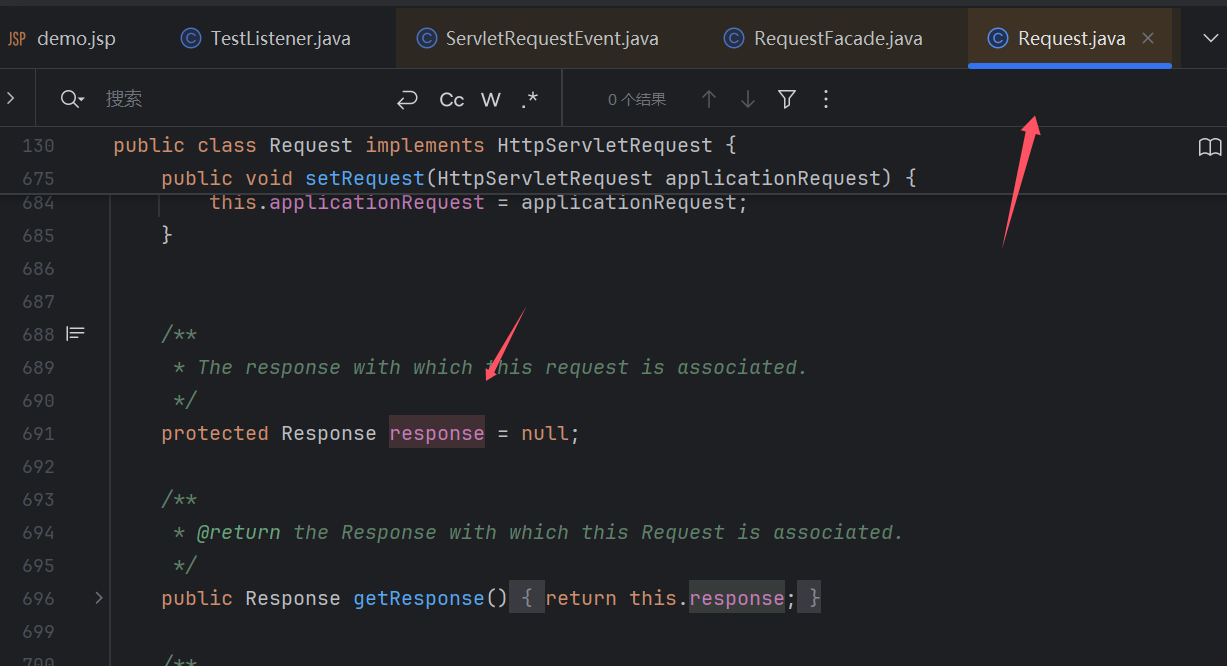 JSP demo.jsp C TestListener.java C ServletRequestEvent.java C RequestFacade.java C Request.java
搜索 Cc W .* 0 个结果
130 public class Request implements HttpServletRequest {
675 public void setRequest(HttpServletRequest applicationRequest) {
684 this.applicationRequest = applicationRequest;
685 }
686
687
688 /**
689 * The response with which this request is associated.
690 */
691 protected Response response = null;
692
693 /**
694 * @return the Response with which this Request is associated.
695 */
696 public Response getResponse() { return this.response; }
699
700 /**